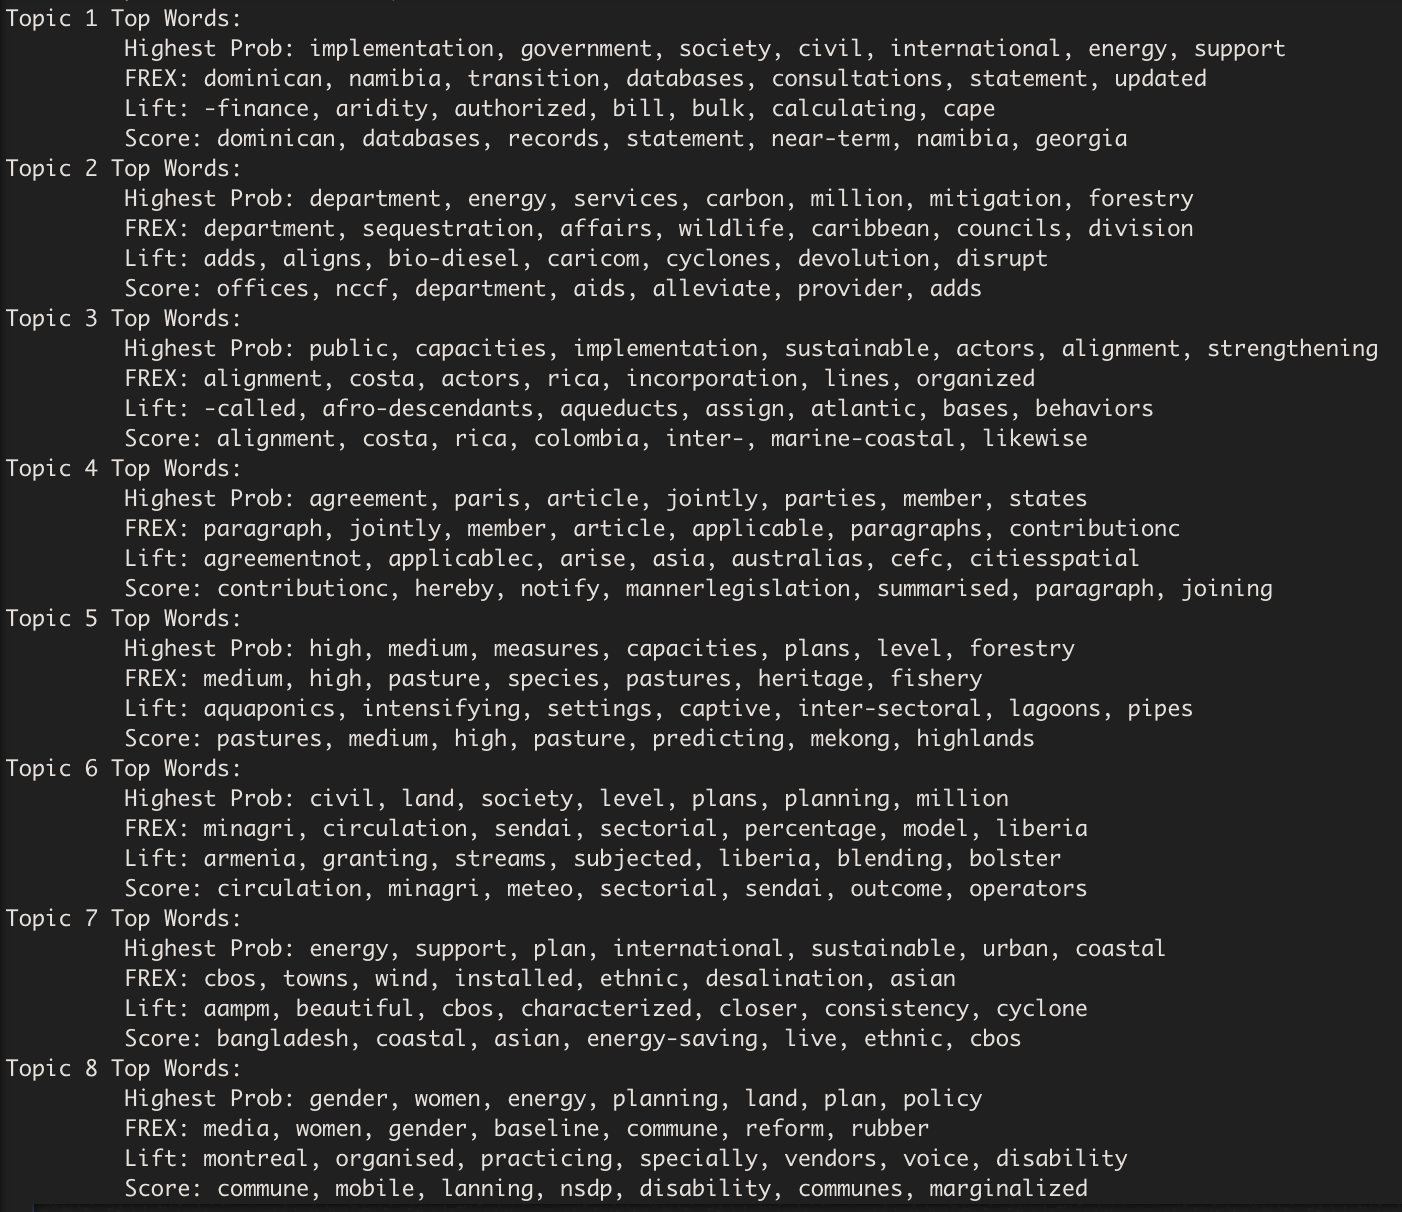 Topic 1 Top Words:
Highest Prob: implementation, government, society, civil, international, energy, support
FREX: dominican, namibia, transition, databases, consultations, statement, updated
Lift: -finance, aridity, authorized, bill, bulk, calculating, cape
Score: dominican, databases, records, statement, near-term, namibia, georgia
Topic 2 Top Words:
Highest Prob: department, energy, services, carbon, million, mitigation, forestry
FREX: department, sequestration, affairs, wildlife, caribbean, councils, division
Lift: adds, aligns, bio-diesel, caricom, cyclones, devolution, disrupt
Score: offices, nccf, department, aids, alleviate, provider, adds
Topic 3 Top Words:
Highest Prob: public, capacities, implementation, sustainable, actors, alignment, strengthening
FREX: alignment, costa, actors, rica, incorporation, lines, organized
Lift: -called, afro-descendants, aqueducts, assign, atlantic, bases, behaviors
Score: alignment, costa, rica, colombia, inter-, marine-coastal, likewise
Topic 4 Top Words:
Highest Prob: agreement, paris, article, jointly, parties, member, states
FREX: paragraph, jointly, member, article, applicable, paragraphs, contributionc
Lift: agreementnot, applicablec, arise, asia, australias, cefc, citiesspatial
Score: contributionc, hereby, notify, mannerlegislation, summarised, paragraph, joining
Topic 5 Top Words:
Highest Prob: high, medium, measures, capacities, plans, level, forestry
FREX: medium, high, pasture, species, pastures, heritage, fishery
Lift: aquaponics, intensifying, settings, captive, inter-sectoral, lagoons, pipes
Score: pastures, medium, high, pasture, predicting, mekong, highlands
Topic 6 Top Words:
Highest Prob: civil, land, society, level, plans, planning, million
FREX: minagri, circulation, sendai, sectorial, percentage, model, liberia
Lift: armenia, granting, streams, subjected, liberia, blending, bolster
Score: circulation, minagri, meteo, sectorial, sendai, outcome, operators
Topic 7 Top Words:
Highest Prob: energy, support, plan, international, sustainable, urban, coastal
FREX: cbos, towns, wind, installed, ethnic, desalination, asian
Lift: aampm, beautiful, cbos, characterized, closer, consistency, cyclone
Score: bangladesh, coastal, asian, energy-saving, live, ethnic, cbos
Topic 8 Top Words:
Highest Prob: gender, women, energy, planning, land, plan, policy
FREX: media, women, gender, baseline, commune, reform, rubber
Lift: montreal, organised, practicing, specially, vendors, voice, disability
Score: commune, mobile, lanning, nsdp, disability, communes, marginalized